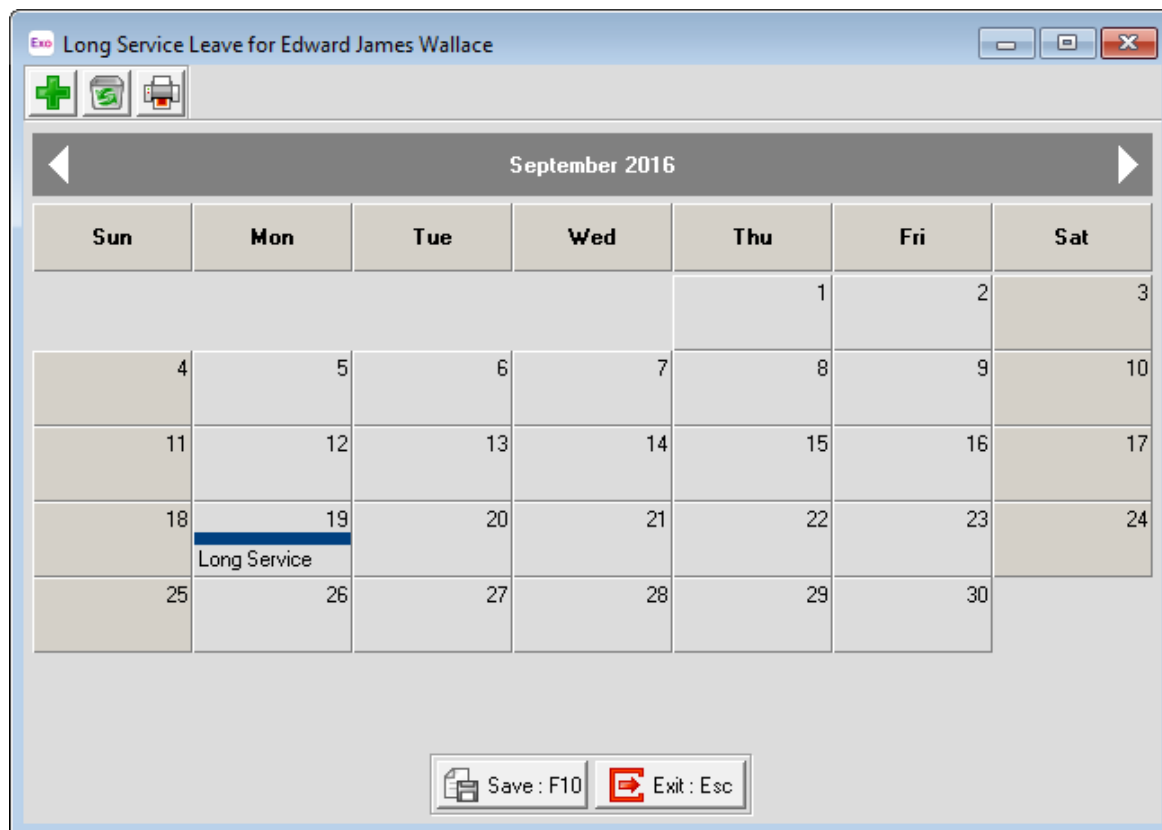 Exo Long Service Leave for Edward James Wallace
September 2016
Sun Mon Tue Wed Thu Fri Sat
1 2 3
4 5 6 7 8 9 10
11 12 13 14 15 16 17
18 19 20 21 22 23 24
Long Service
25 26 27 28 29 30
Save : F10 Exit : Esc